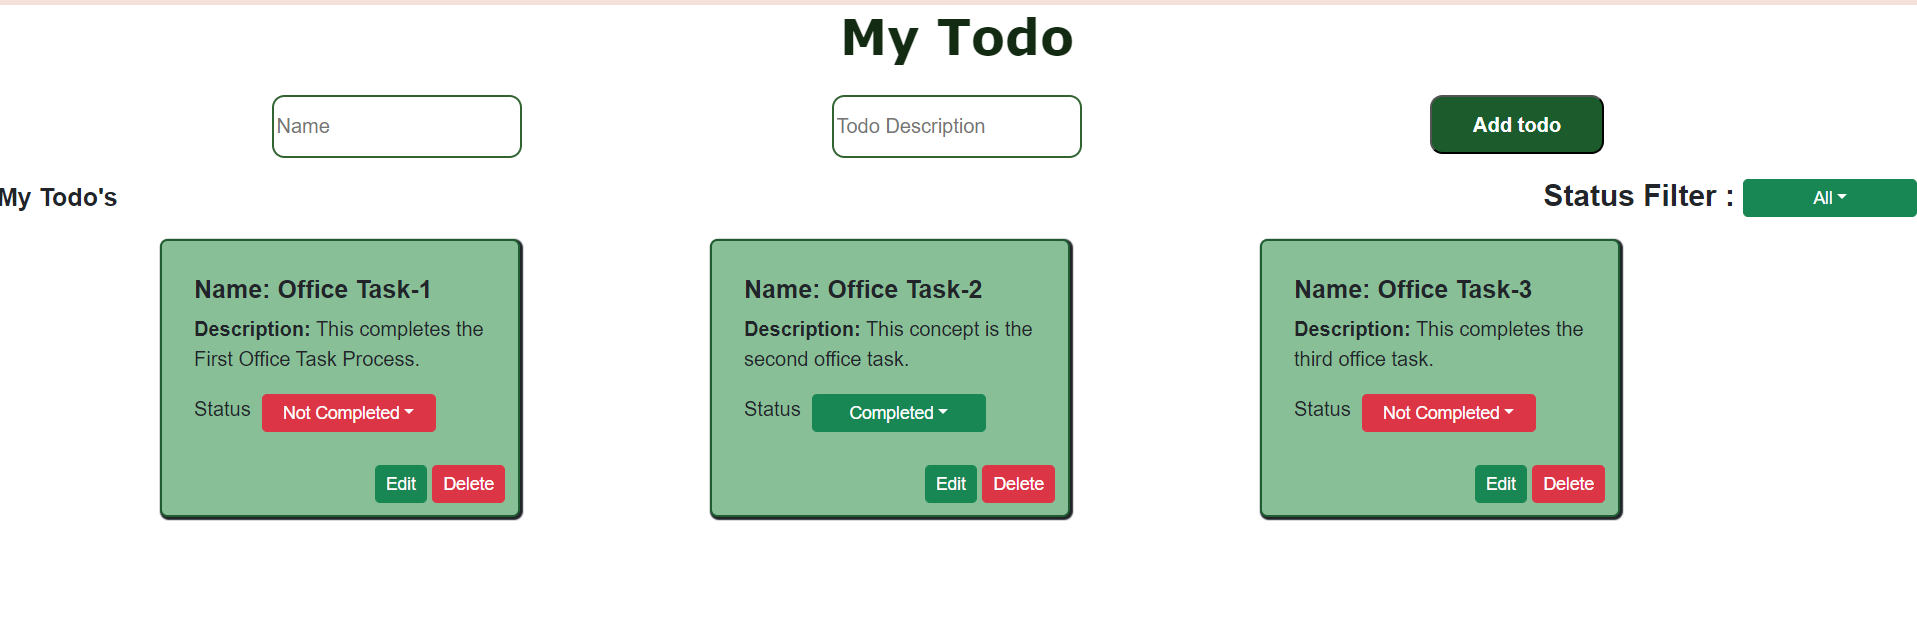 My Todo
Name
Todo Description
Add todo
My Todo's
Status Filter :
All
Name: Office Task-1
Description: This completes the
First Office Task Process.
Status
Not Completed
Edit
Delete
Name: Office Task-2
Description: This concept is the
second office task.
Status
Completed
Edit
Delete
Name: Office Task-3
Description: This completes the
third office task.
Status
Not Completed
Edit
Delete